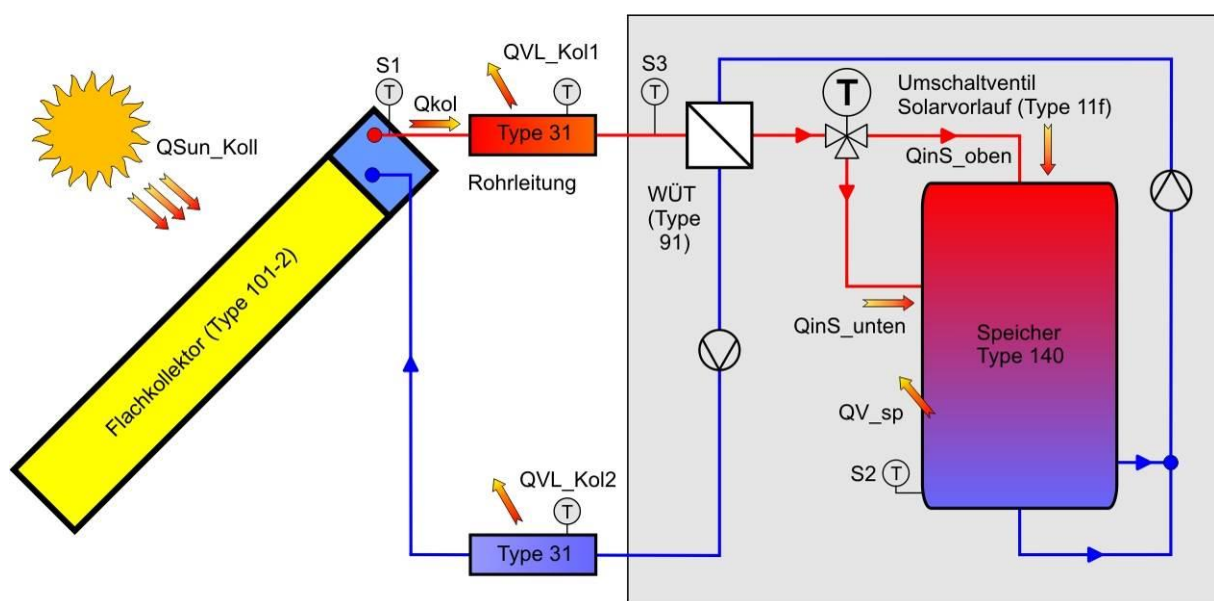 S1
QVL_Kol1
S3
T
T
T
T
Umschaltventil
Solarvorlauf (Type 11f)
Qkol
QSun_Koll
Type 31
Rohrleitung
QinS_oben
WÜT
(Type
91)
Flachkollektor (Type 101-2)
QinS_unten
Speicher
Type 140
QV_sp
S2
T
QVL_Kol2
T
Type 31